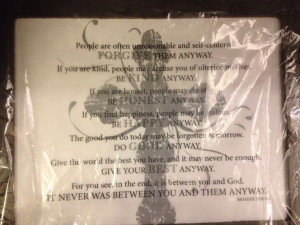 People are often unreasonable and self-centered
FORGIVE THEM ANYWAY.
If you are kind, people may accuse you of ulterior
BE KIND ANYWAY.
If you are honest, people may cheat you
BE HONEST ANYWAY.
If you find happiness, people may be jealous
BE HAPPY ANYWAY.
The good you do today may be forgotten tomorrow.
DO GOOD ANYWAY.
Give the world the best you have, and it may never be enough.
GIVE YOUR BEST ANYWAY.
For you see, in the end, it is between you and God.
IT NEVER WAS BETWEEN YOU AND THEM ANYWAY.